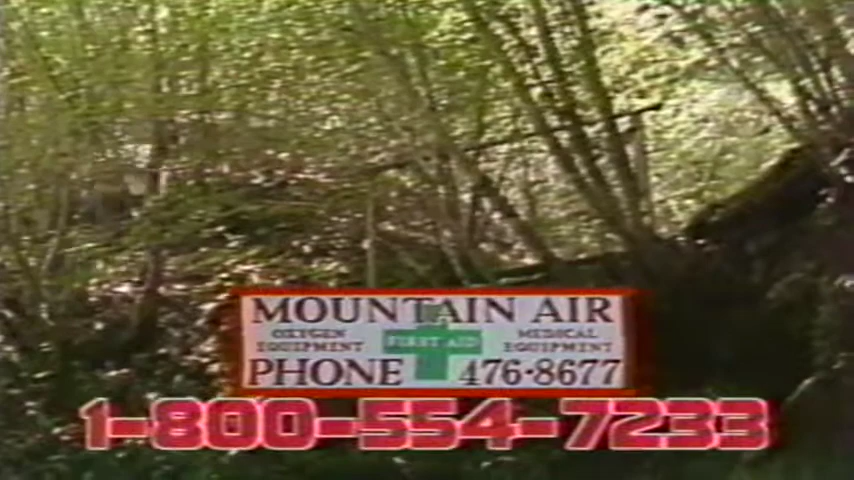 MOUNTAIN AIR
OXYGEN EQUIPMENT
FIRST AID
MEDICAL EQUIPMENT
PHONE 476-8677
1-800-554-7233